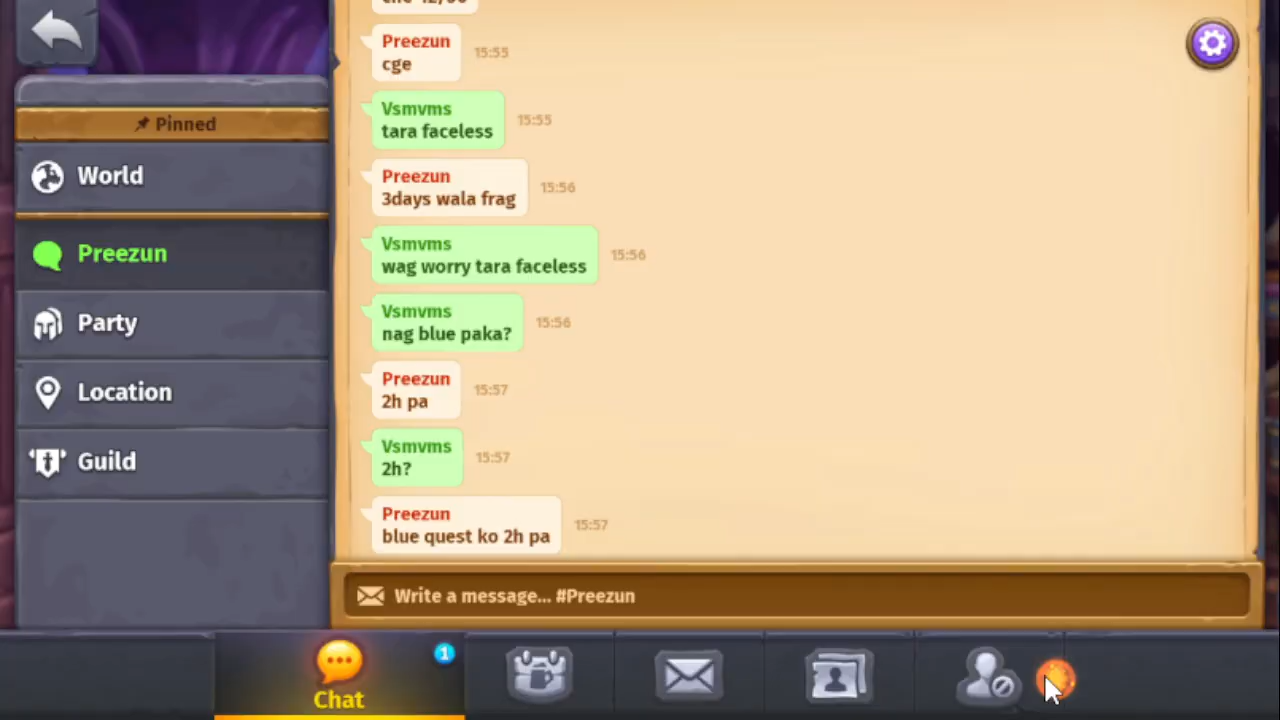 Pinned
World
Preezun
Party
Location
Guild
Preezun
cge
15:55
Vsmvms
tara faceless
15:55
Preezun
3days wala frag
15:56
Vsmvms
wag worry tara faceless
15:56
Vsmvms
nag blue paka?
15:56
Preezun
2h pa
15:57
Vsmvms
2h?
15:57
Preezun
blue quest ko 2h pa
15:57
Write a message... #Preezun
1
Chat